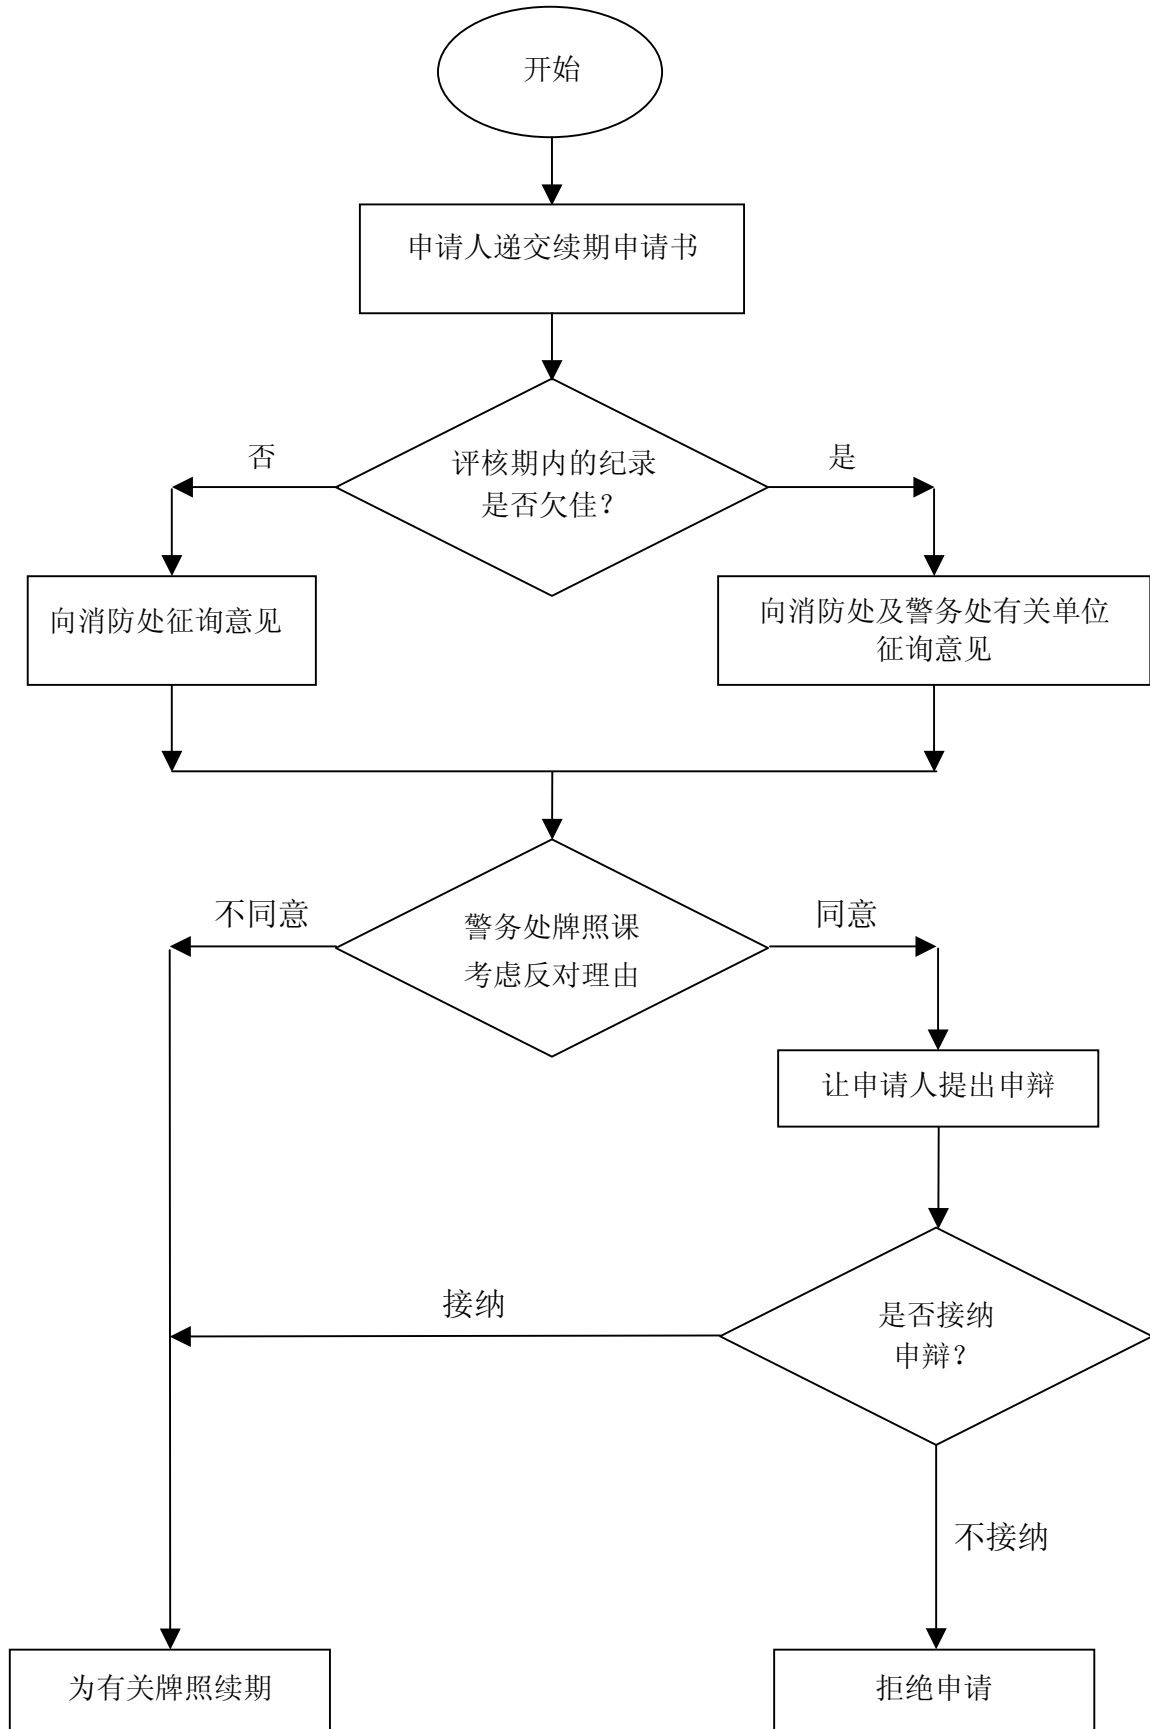 开始
申请人递交续期申请书
否
评核期内的纪录
是否欠佳？
是
向消防处征询意见
向消防处及警务处有关单位
征询意见
不同意
警务处牌照课
考虑反对理由
同意
让申请人提出申辩
接纳
是否接纳
申辩？
不接纳
为有关牌照续期
拒绝申请